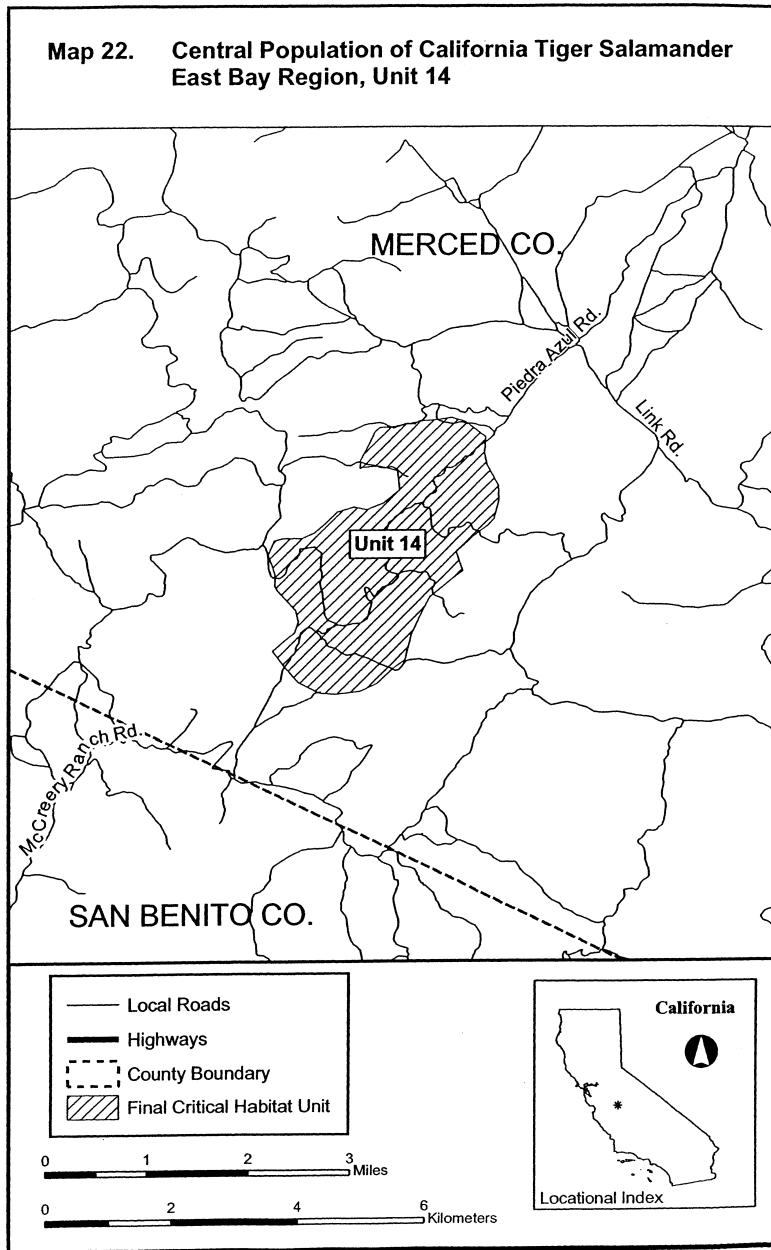 Map 22. Central Population of California Tiger Salamander
East Bay Region, Unit 14
MERCED CO.
Piedra Azul Rd.
Link Rd.
Unit 14
McCreery Ranch Rd.
SAN BENITO CO.
Local Roads
Highways
County Boundary
Final Critical Habitat Unit
0 1 2 3 Miles
0 2 4 6 Kilometers
California
Locational Index